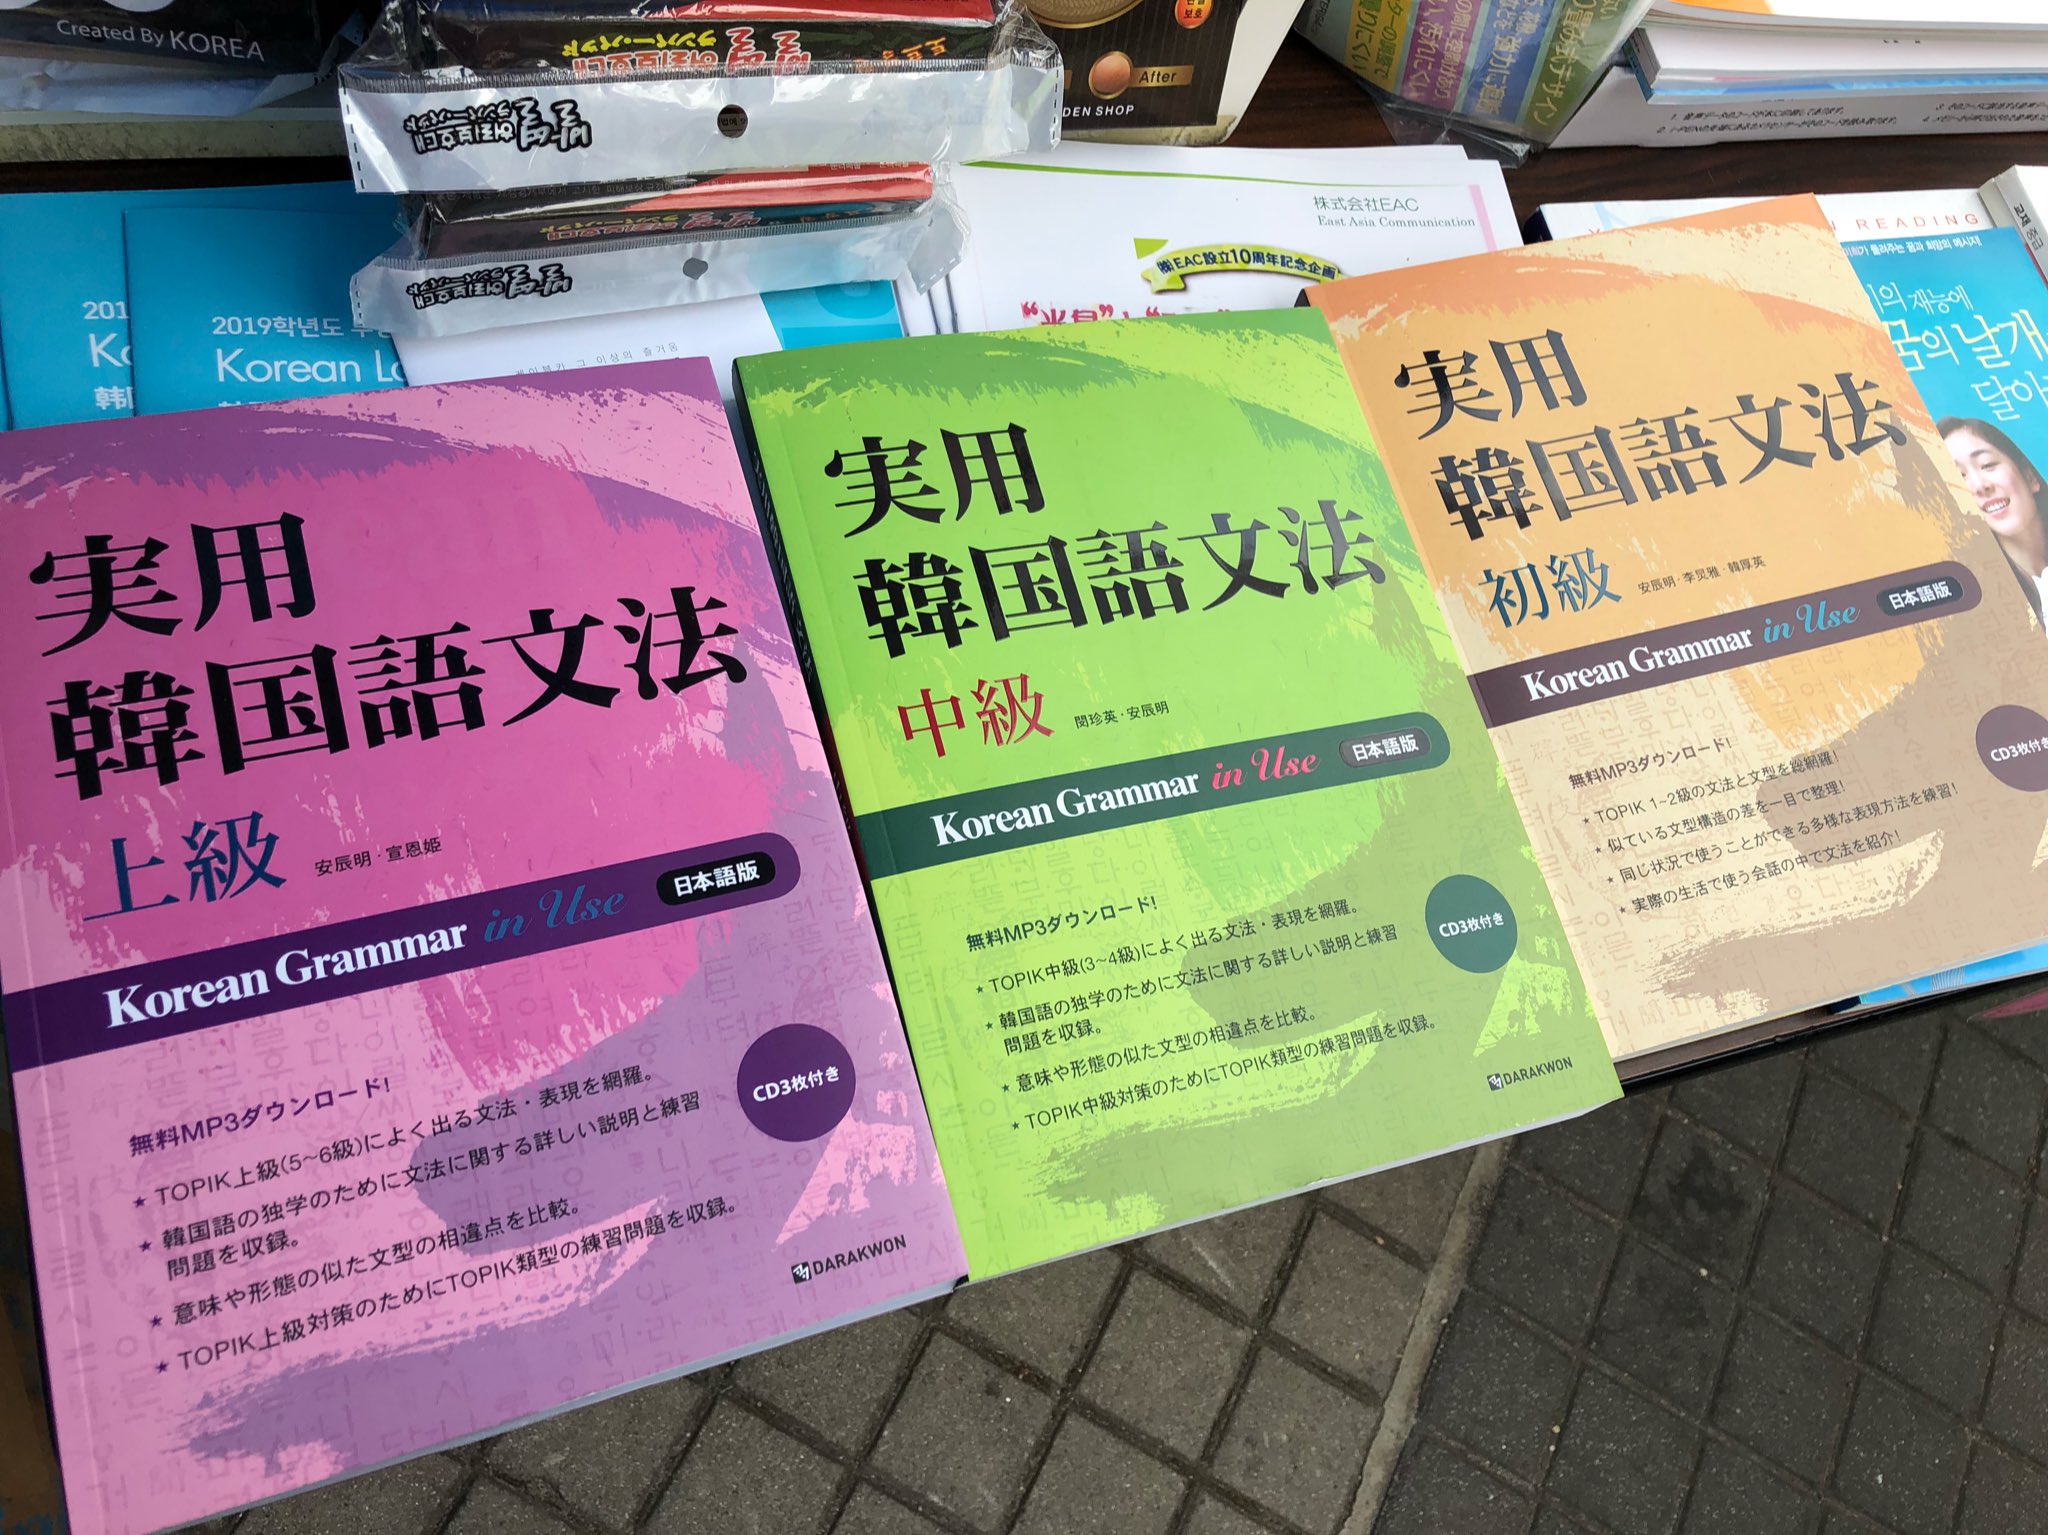 Created By KOREA
After
DEN SHOP
株式会社EAC
East Asia Communication
㈱EAC設立10周年記念企画
READING
2019학년도
Korean
韓
実用
韓国語文法
上級
安辰明・宣恩姫
Korean Grammar in Use
日本語版
CD3枚付き
無料MP3ダウンロード!
★ TOPIK上級(5~6級)によく出る文法・表現を網羅。
★ 韓国語の独学のために文法に関する詳しい説明と練習
問題を収録。
★ 意味や形態の似た文型の相違点を比較。
★ TOPIK上級対策のためにTOPIK類型の練習問題を収録。
DARAKWON
実用
韓国語文法
中級
閔珍英・安辰明
Korean Grammar in Use
日本語版
CD3枚付き
無料MP3ダウンロード!
★ TOPIK中級(3~4級)によく出る文法・表現を網羅。
★ 韓国語の独学のために文法に関する詳しい説明と練習
問題を収録。
★ 意味や形態の似た文型の相違点を比較。
★ TOPIK中級対策のためにTOPIK類型の練習問題を収録。
DARAKWON
実用
韓国語文法
初級
安辰明・李炅雅・韓厚英
Korean Grammar in Use
日本語版
CD3枚付き
無料MP3ダウンロード!
★ TOPIK 1~2級の文法と文型を総網羅!
★ 似ている文型構造の差を一目で整理!
★ 同じ状況で使うことができる多様な表現方法を練習!
★ 実際の生活で使う会話の中で文法を紹介!
재능에
꿈의 날개